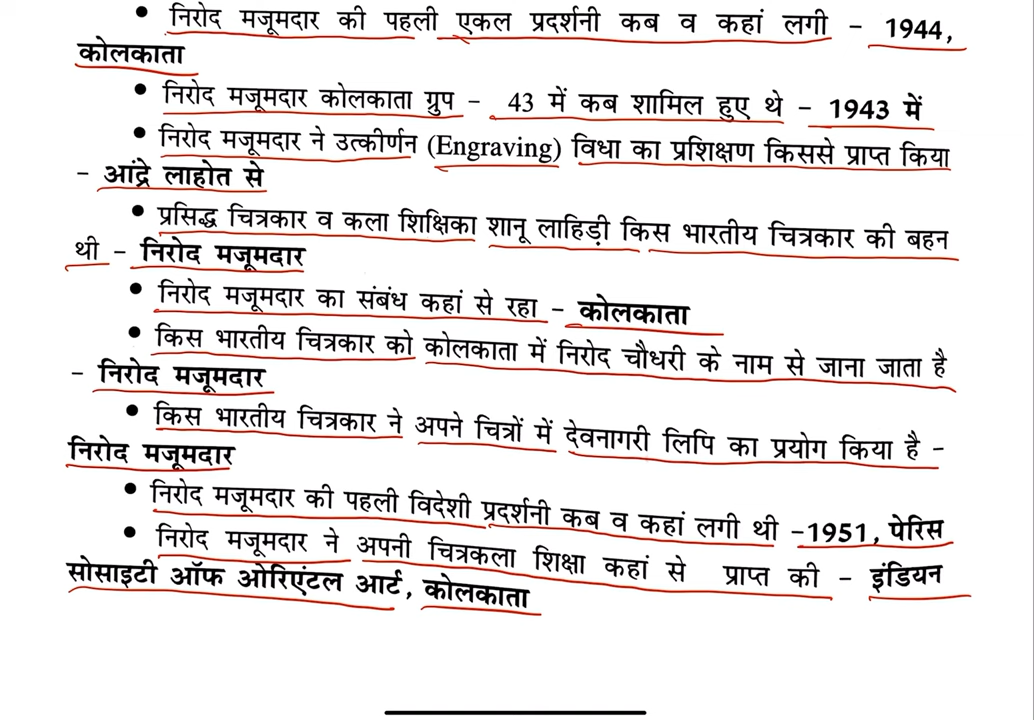 • निरोद मजूमदार की पहली एकल प्रदर्शनी कब व कहां लगी – 1944,
कोलकाता
• निरोद मजूमदार कोलकाता ग्रुप – 43 में कब शामिल हुए थे – 1943 में
• निरोद मजूमदार ने उत्कीर्णन (Engraving) विधा का प्रशिक्षण किससे प्राप्त किया
– आंद्रे लाहोत से
• प्रसिद्ध चित्रकार व कला शिक्षिका शानू लाहिड़ी किस भारतीय चित्रकार की बहन
थी – निरोद मजूमदार
• निरोद मजूमदार का संबंध कहां से रहा – कोलकाता
• किस भारतीय चित्रकार को कोलकाता में निरोद चौधरी के नाम से जाना जाता है
– निरोद मजूमदार
• किस भारतीय चित्रकार ने अपने चित्रों में देवनागरी लिपि का प्रयोग किया है –
निरोद मजूमदार
• निरोद मजूमदार की पहली विदेशी प्रदर्शनी कब व कहां लगी थी –1951, पेरिस
• निरोद मजूमदार ने अपनी चित्रकला शिक्षा कहां से प्राप्त की – इंडियन
सोसाइटी ऑफ ओरिएंटल आर्ट, कोलकाता